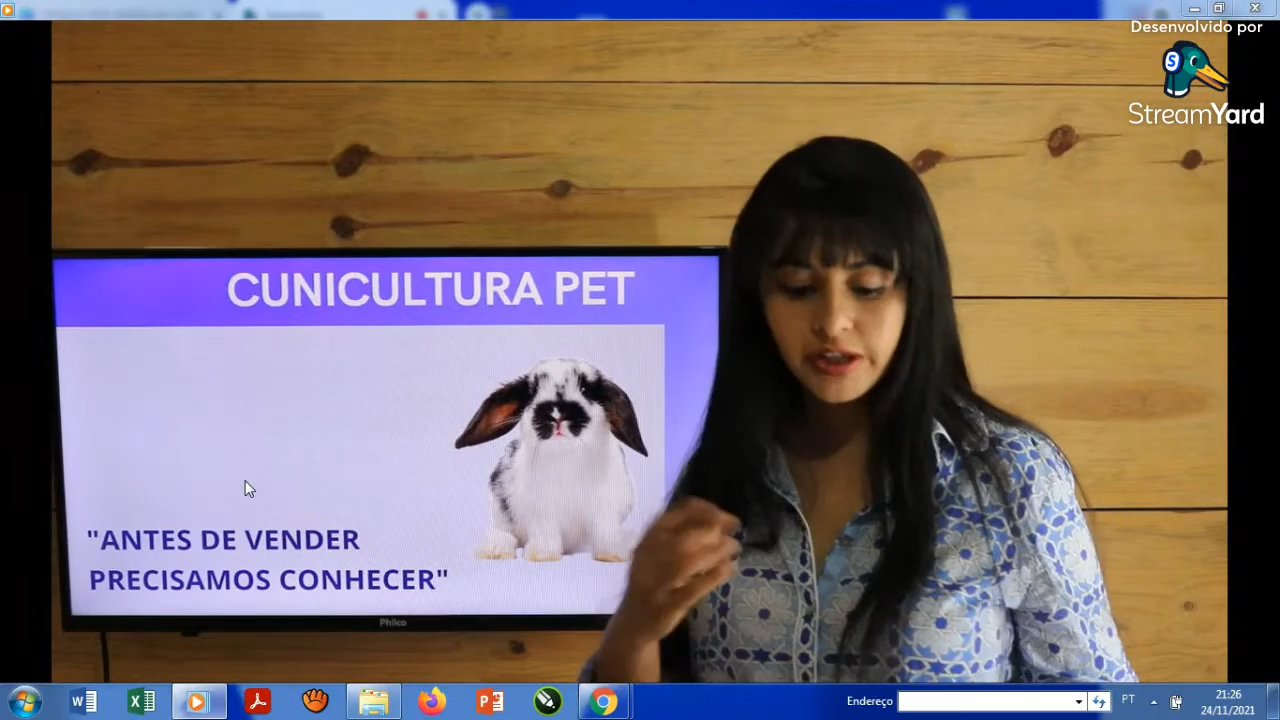 Desenvolvido por
S
StreamYard
CUNICULTURA PET
"ANTES DE VENDER
PRECISAMOS CONHECER"
Philco
Endereço
PT
21:26
24/11/2021